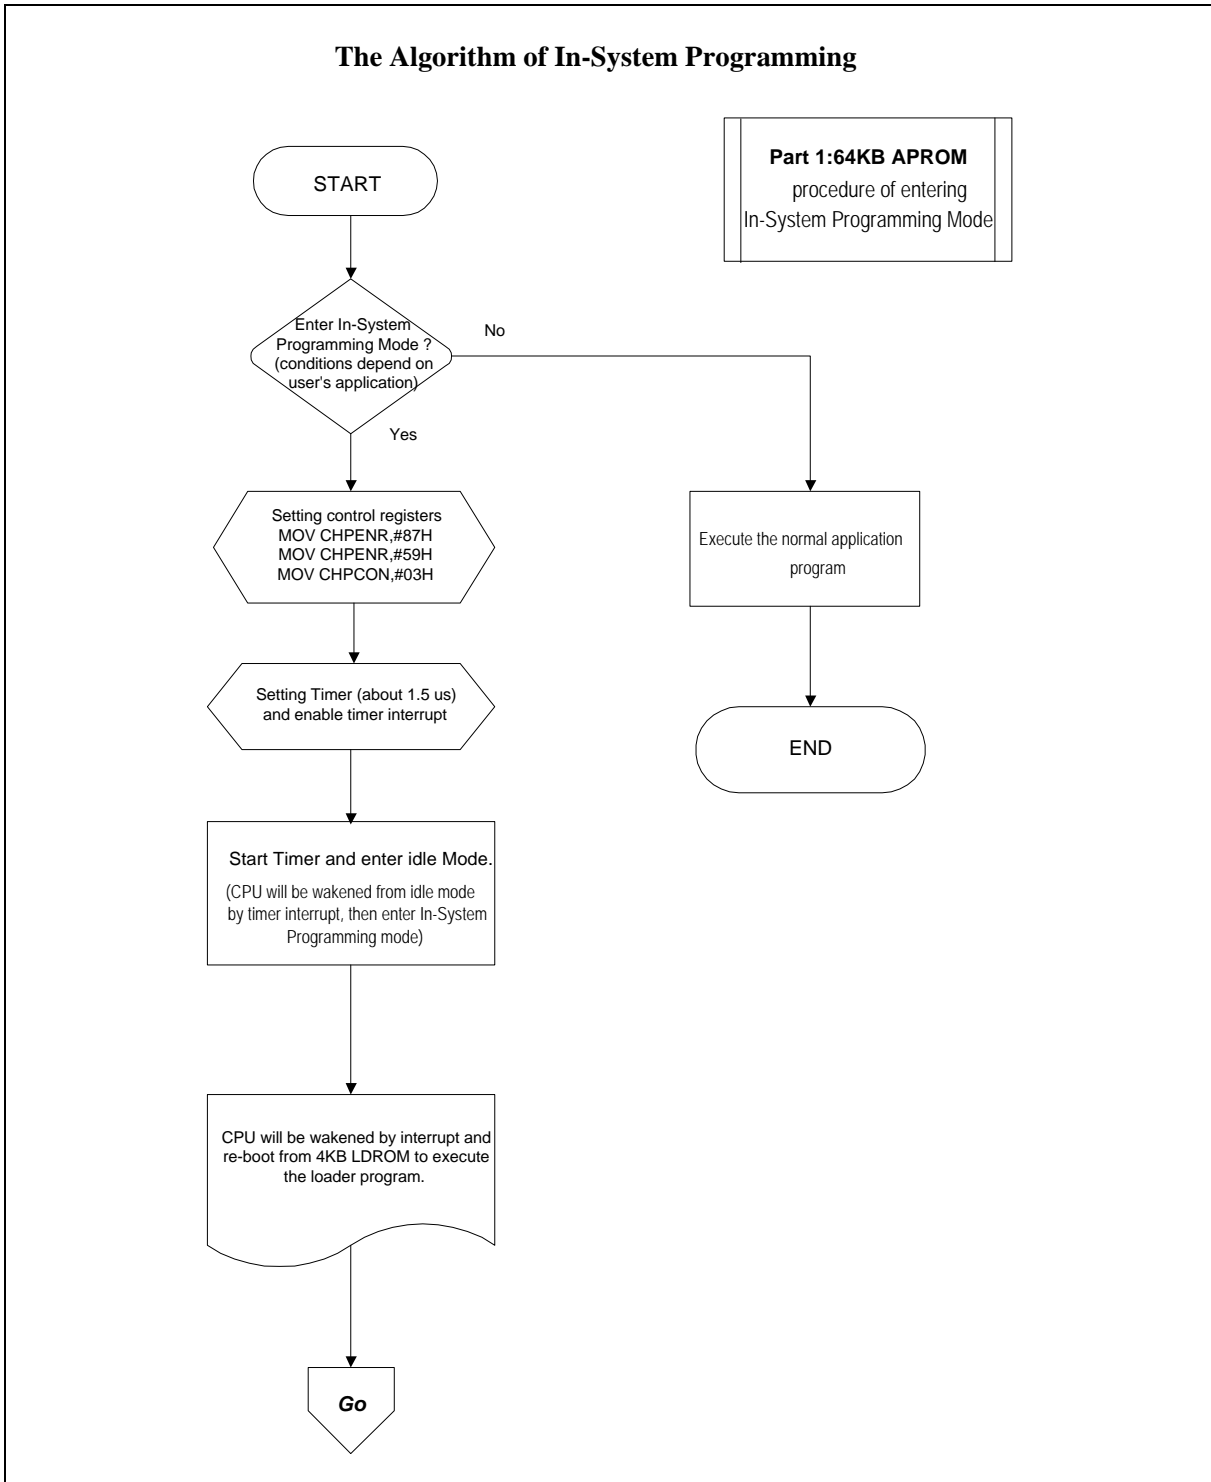 The Algorithm of In-System Programming
Part 1:64KB APROM
procedure of entering
In-System Programming Mode
START
Enter In-System
Programming Mode ?
(conditions depend on
user's application)
No
Yes
Setting control registers
MOV CHPENR,#87H
MOV CHPENR,#59H
MOV CHPCON,#03H
Execute the normal application
program
Setting Timer (about 1.5 us)
and enable timer interrupt
END
Start Timer and enter idle Mode.
(CPU will be wakened from idle mode
by timer interrupt, then enter In-System
Programming mode)
CPU will be wakened by interrupt and
re-boot from 4KB LDROM to execute
the loader program.
Go